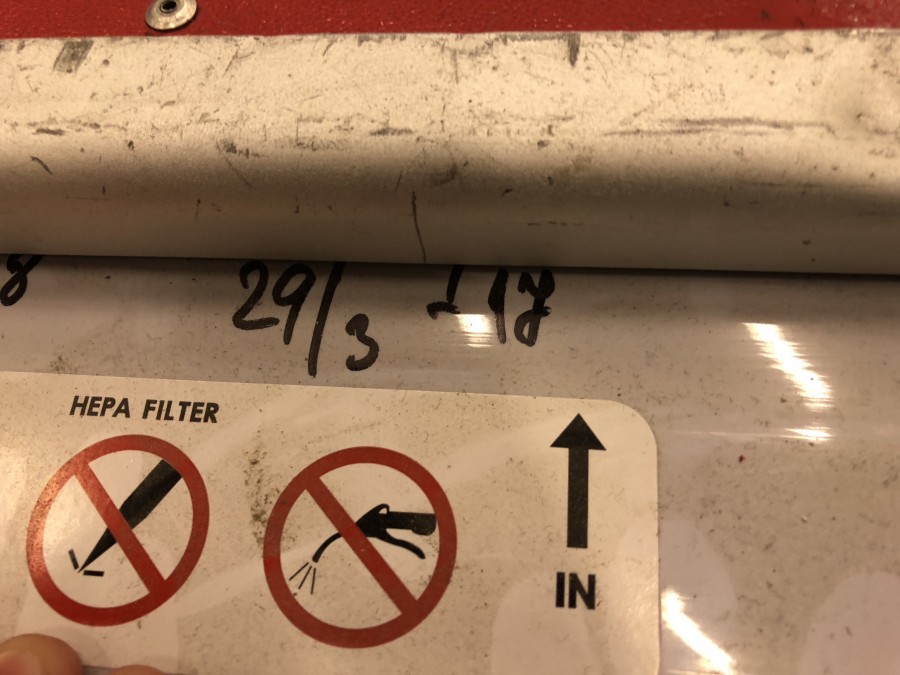 29/3
HEPA FILTER
IN